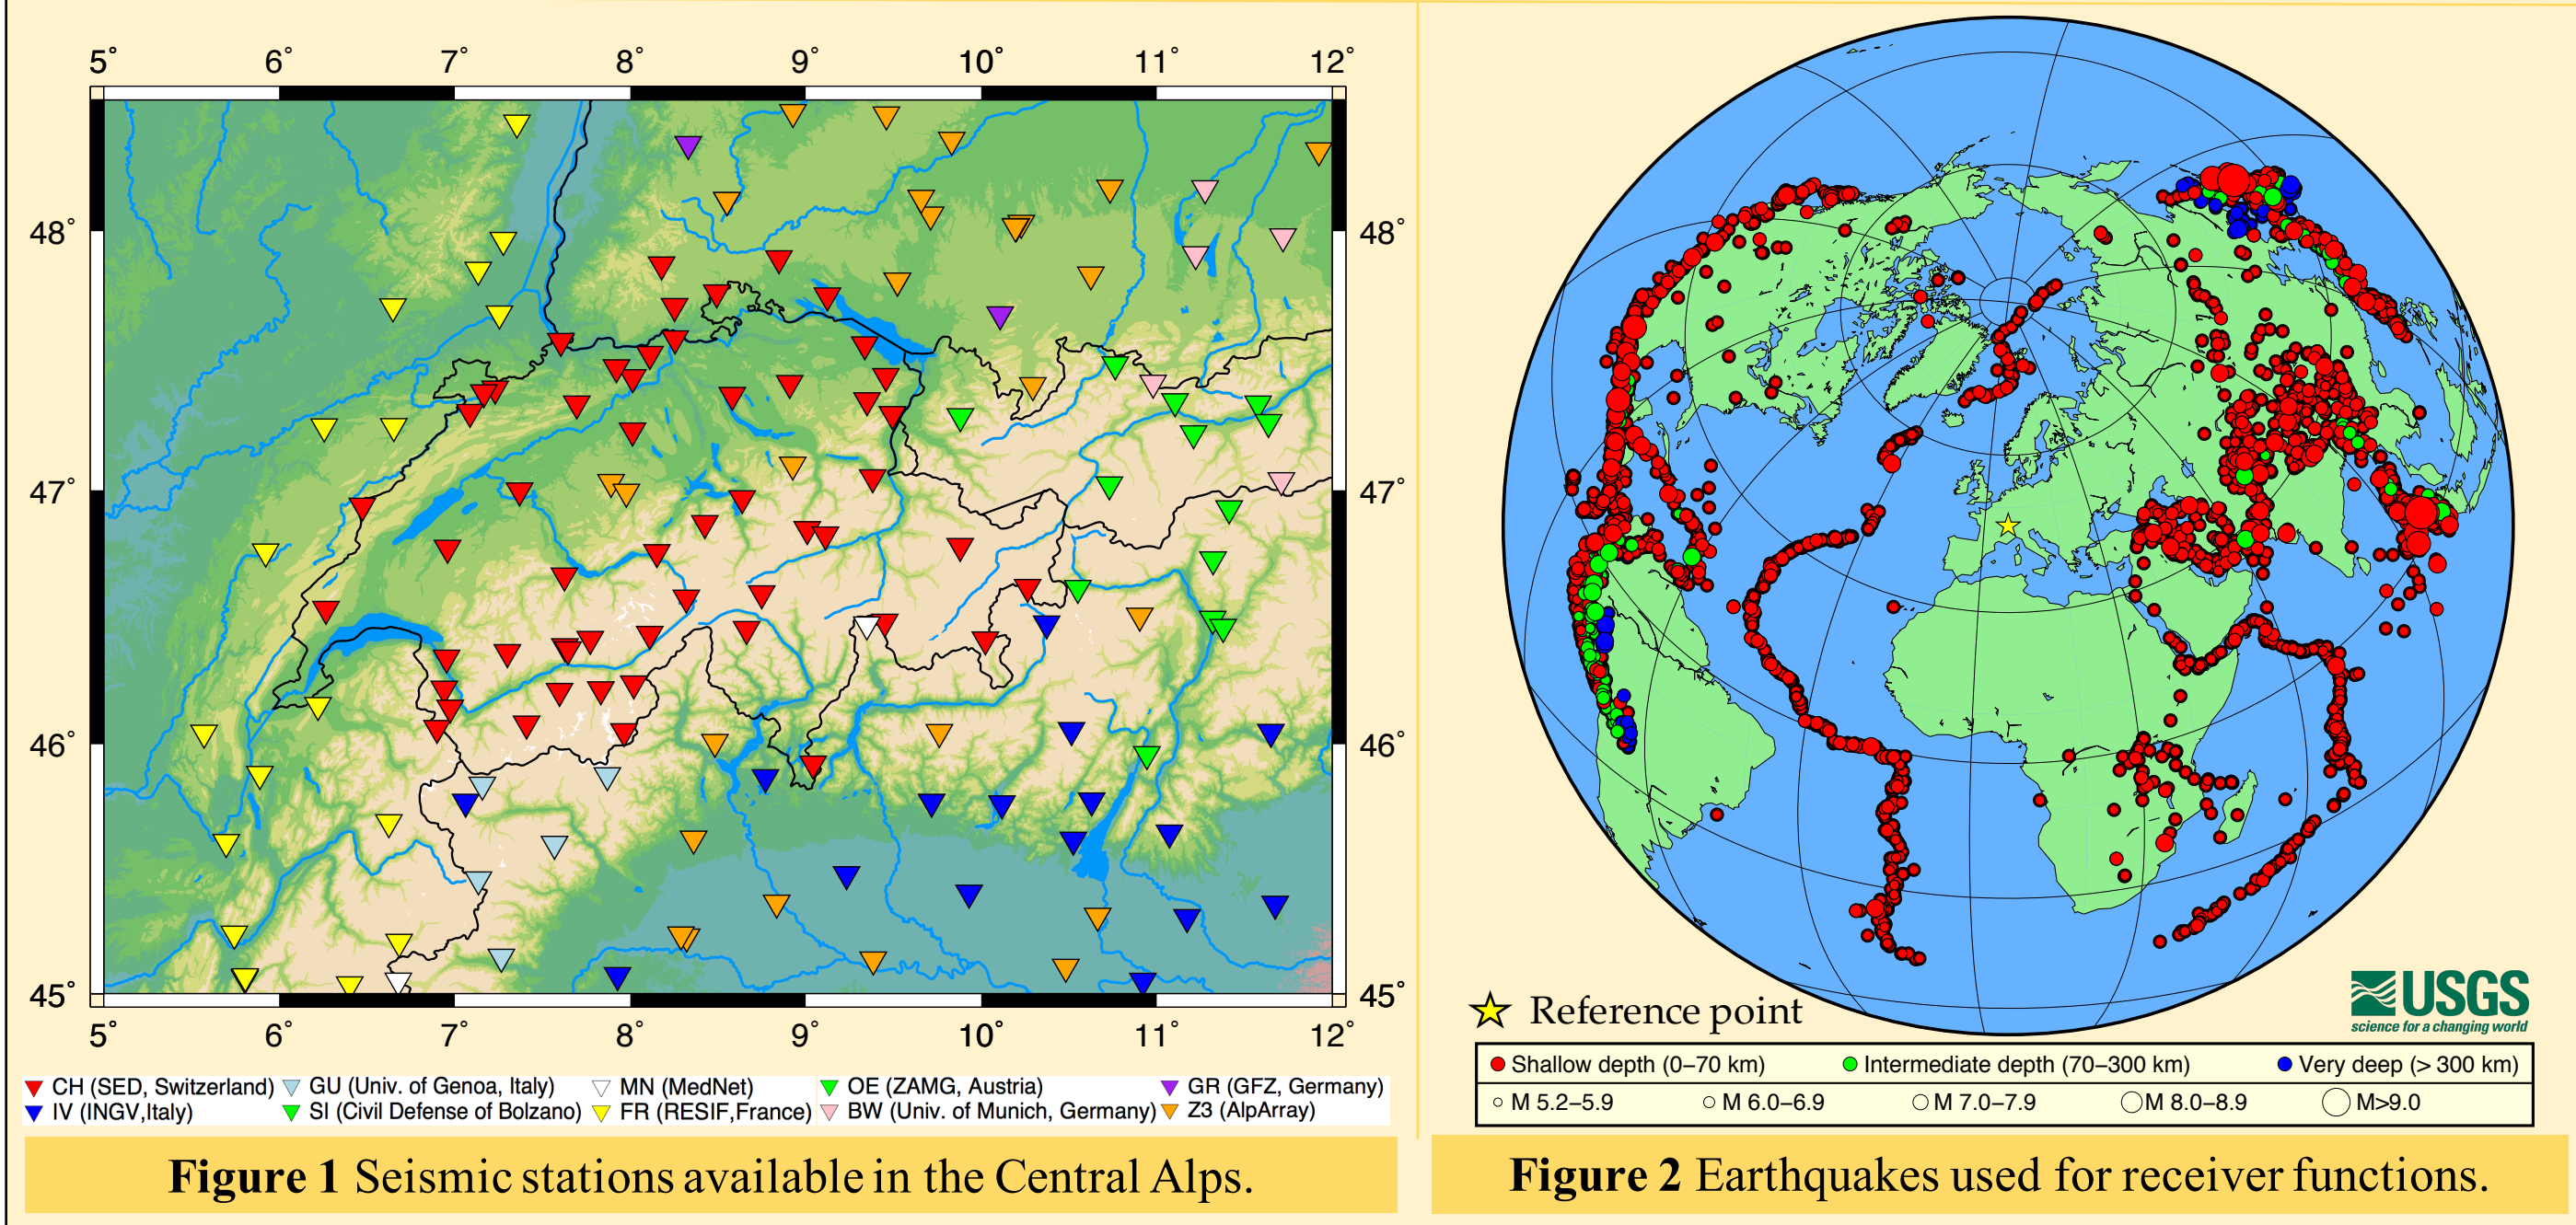 5° 6° 7° 8° 9° 10° 11° 12°
48° 48°
47° 47°
46° 46°
45° 45°
5° 6° 7° 8° 9° 10° 11° 12°
CH (SED, Switzerland) GU (Univ. of Genoa, Italy) MN (MedNet) OE (ZAMG, Austria) GR (GFZ, Germany)
IV (INGV,Italy) SI (Civil Defense of Bolzano) FR (RESIF,France) BW (Univ. of Munich, Germany) Z3 (AlpArray)
Figure 1 Seismic stations available in the Central Alps.
Reference point
USGS
science for a changing world
Shallow depth (0–70 km) Intermediate depth (70–300 km) Very deep (> 300 km)
M 5.2–5.9 M 6.0–6.9 M 7.0–7.9 M 8.0–8.9 M>9.0
Figure 2 Earthquakes used for receiver functions.